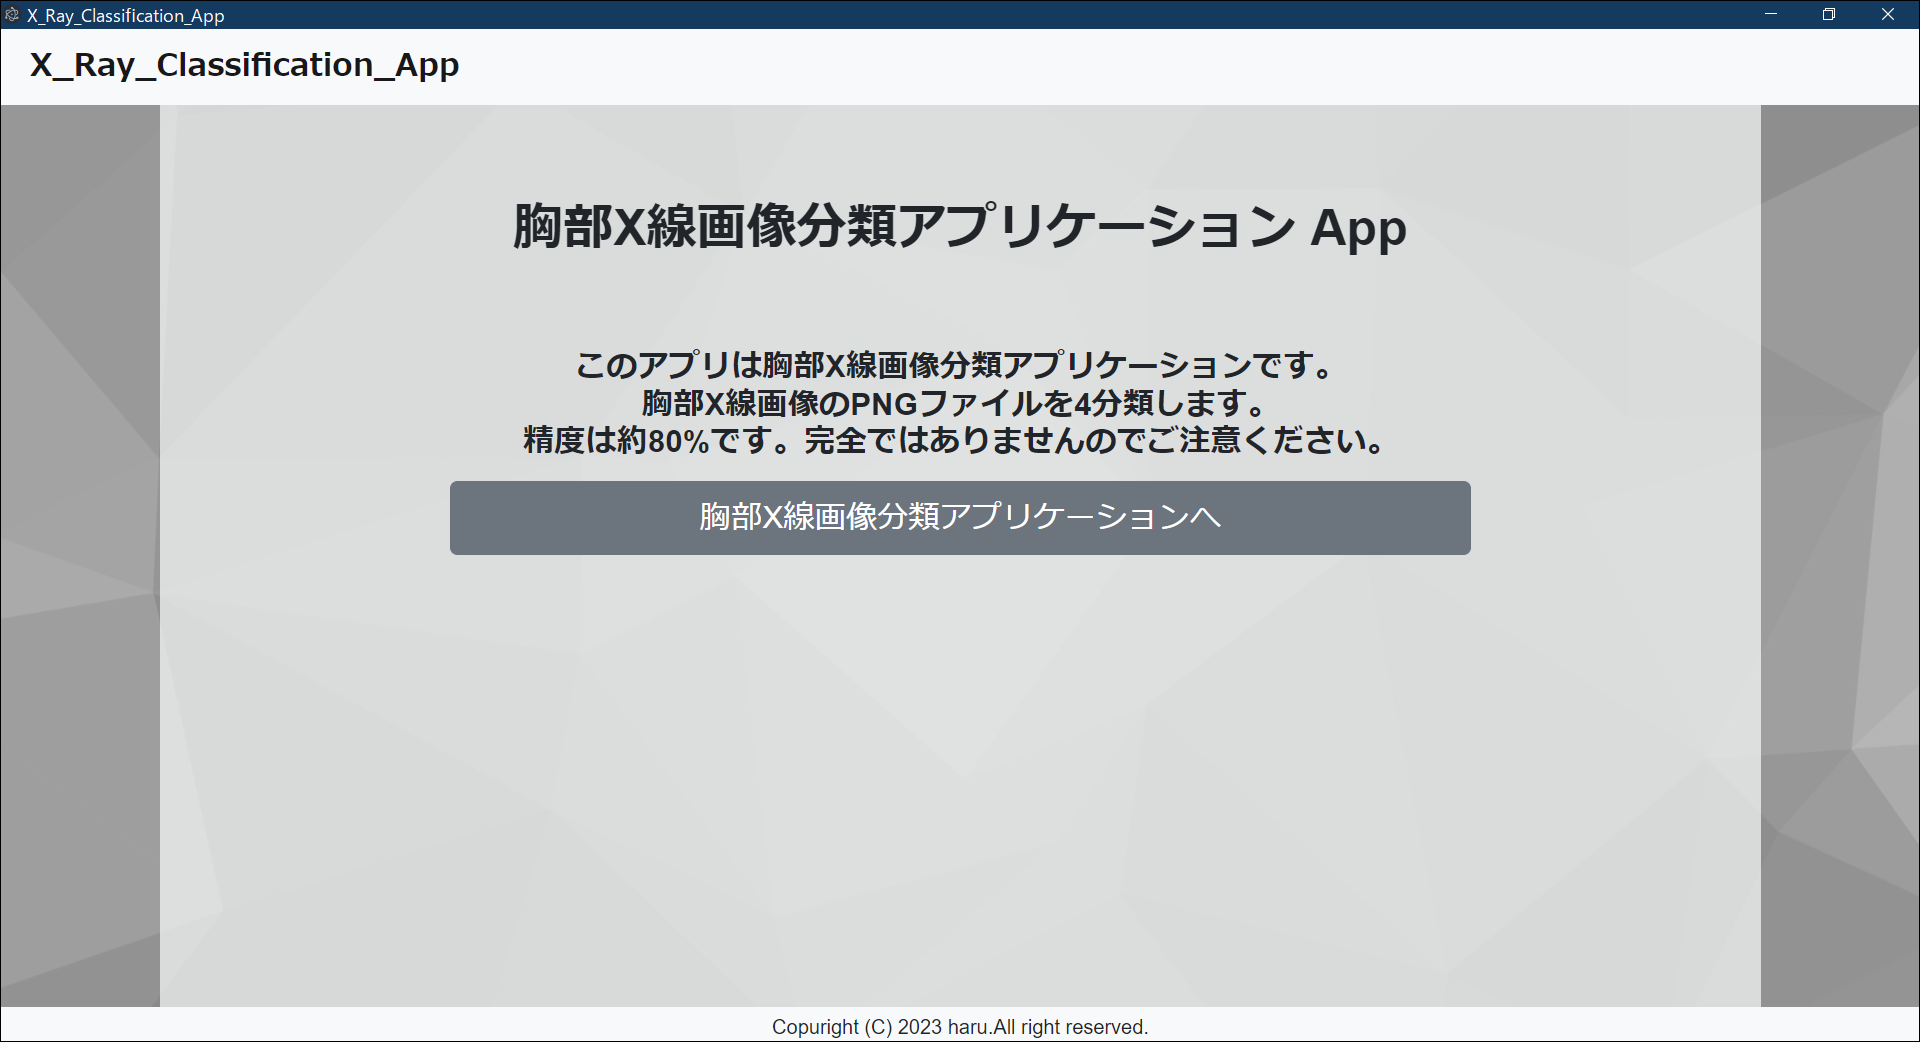 X_Ray_Classification_App
X_Ray_Classification_App
胸部X線画像分類アプリケーション App
このアプリは胸部X線画像分類アプリケーションです。
胸部X線画像のPNGファイルを4分類します。
精度は約80%です。完全ではありませんのでご注意ください。
胸部X線画像分類アプリケーションへ
Copuright (C) 2023 haru.All right reserved.